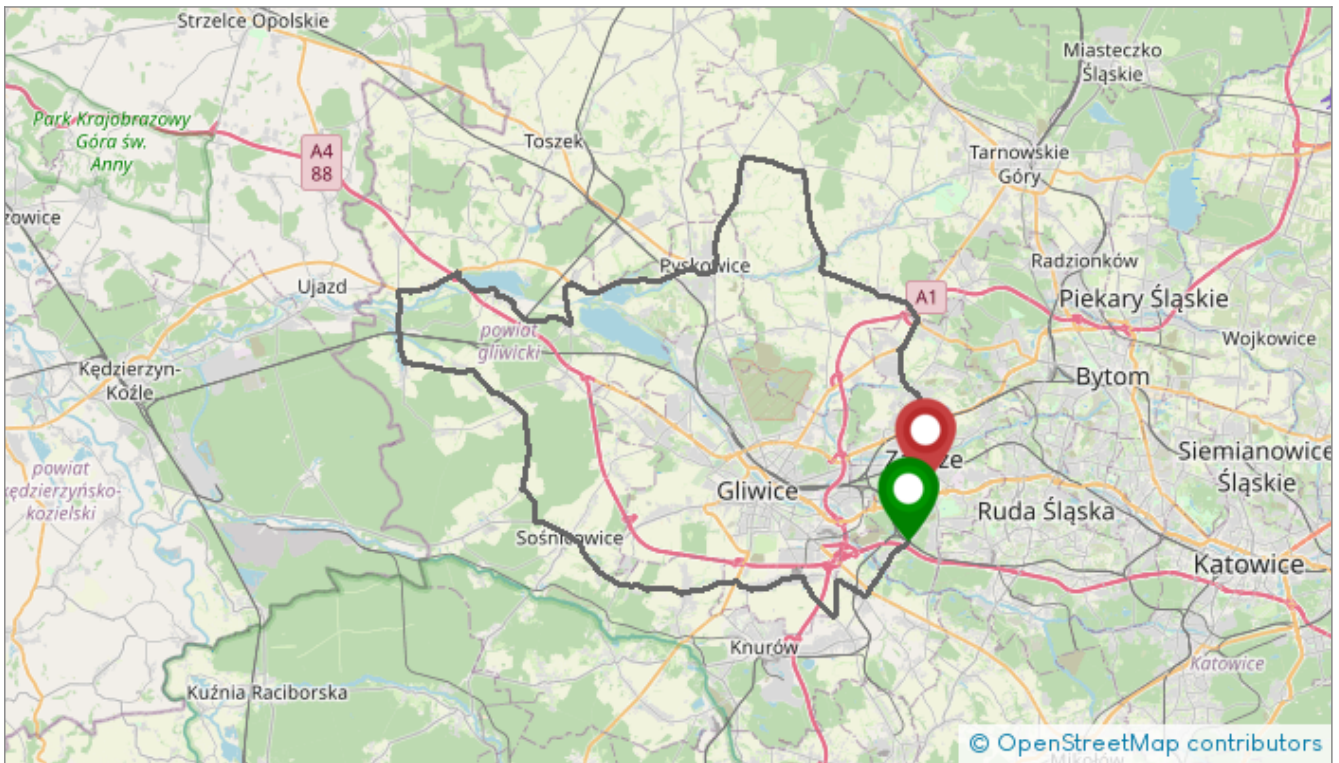 Strzelce Opolskie
Miasteczko
Śląskie
Park Krajobrazowy
Góra św.
Anny
A4
88
Toszek
Tarnowskie
Góry
zowice
Pyskowice
Radzionków
Ujazd
A1
Piekary Śląskie
powiat
gliwicki
Wojkowice
Kędzierzyn-
Koźle
Bytom
Siemianowice
Śląskie
powiat
kędzierzyńsko-
kozielski
Gliwice
Ruda Śląska
Sośnicowice
Katowice
Knurów
Katowice
Kuźnia Raciborska
© OpenStreetMap contributors